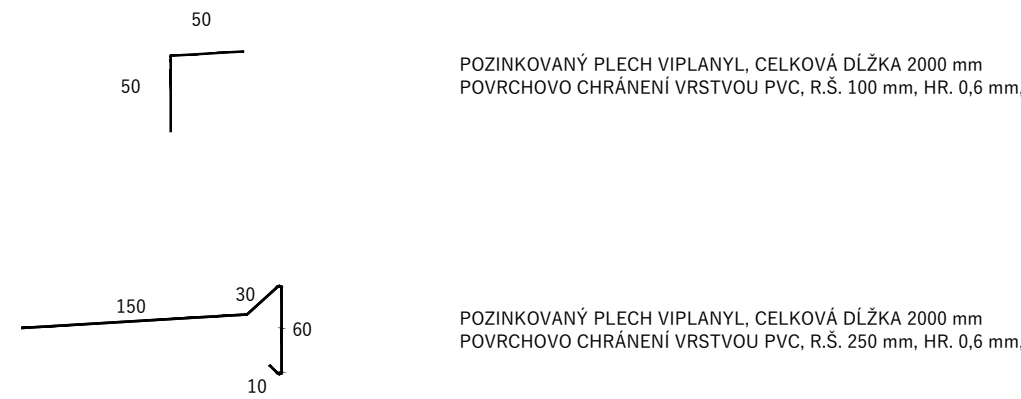 50
50
POZINKOVANÝ PLECH VIPLANYL, CELKOVÁ DĹŽKA 2000 mm
POVRCHOVO CHRÁNENÍ VRSTVOU PVC, R.Š. 100 mm, HR. 0,6 mm,
150
30
60
10
POZINKOVANÝ PLECH VIPLANYL, CELKOVÁ DĹŽKA 2000 mm
POVRCHOVO CHRÁNENÍ VRSTVOU PVC, R.Š. 250 mm, HR. 0,6 mm,